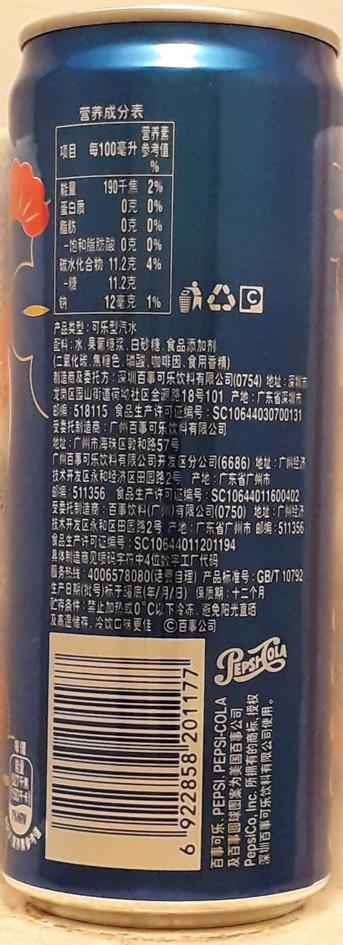 营养成分表
项目 每100毫升 营养素参考值%
能量 190千焦 2%
蛋白质 0克 0%
脂肪 0克 0%
-饱和脂肪酸 0克 0%
碳水化合物 11.2克 4%
-糖 11.2克
钠 12毫克 1%
C
产品类型:可乐型汽水
配料:水,果葡糖浆,白砂糖,食品添加剂
(二氧化碳,焦糖色,磷酸,咖啡因,食用香精)
制造商及委托方:深圳百事可乐饮料有限公司(0754) 地址:深圳市
龙岗区园山街道荷坳社区金源路18号101 产地:广东省深圳市
邮编:518115 食品生产许可证编号:SC10644030700131
受委托制造商:广州百事可乐饮料有限公司
地址:广州市海珠区敦和路57号
广州百事可乐饮料有限公司开发区分公司(6686) 地址:广州经济
技术开发区永和经济区田园路2号 产地:广东省广州市
邮编:511356 食品生产许可证编号:SC10644011600402
受委托制造商:百事饮料(广州)有限公司(0750) 地址:广州经济
技术开发区永和区田园路2号 产地:广东省广州市 邮编:511356
食品生产许可证编号:SC10644011201194
具体制造商见喷码字符中4位数字工厂代码
服务热线:4006578080(话费自理) 产品标准号:GB/T 10792
生产日期(批号)标于罐底(年/月/日) 保质期:十二个月
贮存条件:禁止加热或0°C以下冷冻,避免阳光直晒
及高温储存,冷饮口味更佳 ©百事公司
PEPSI-COLA
6 922858 201177
百事可乐,PEPSI,PEPSI-COLA
及百事圆球图案为美国百事公司
PepsiCo, Inc.所拥有的商标,授权
深圳百事可乐饮料有限公司使用。
每罐
能量